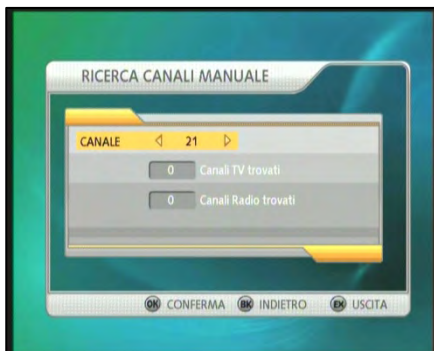 RICERCA CANALI MANUALE
CANALE 21
0 Canali TV trovati
0 Canali Radio trovati
OK CONFERMA BK INDIETRO EX USCITA